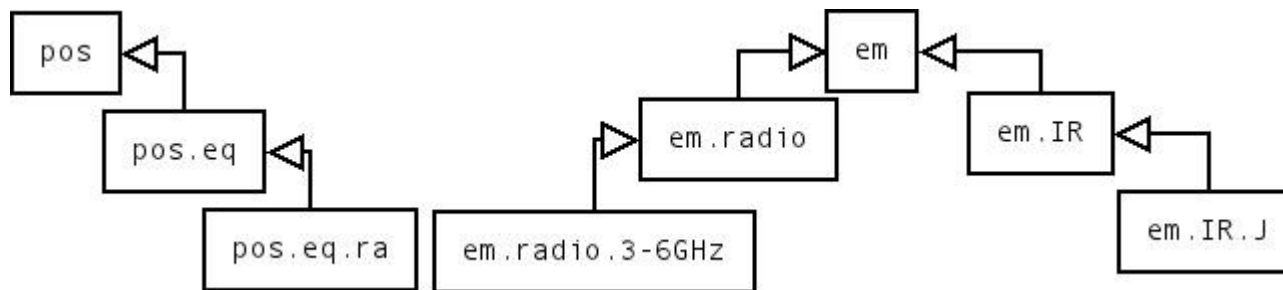 pos
em
em.radio
em.IR
pos.eq
pos.eq.ra
em.radio.3-6GHz
em.IR.J